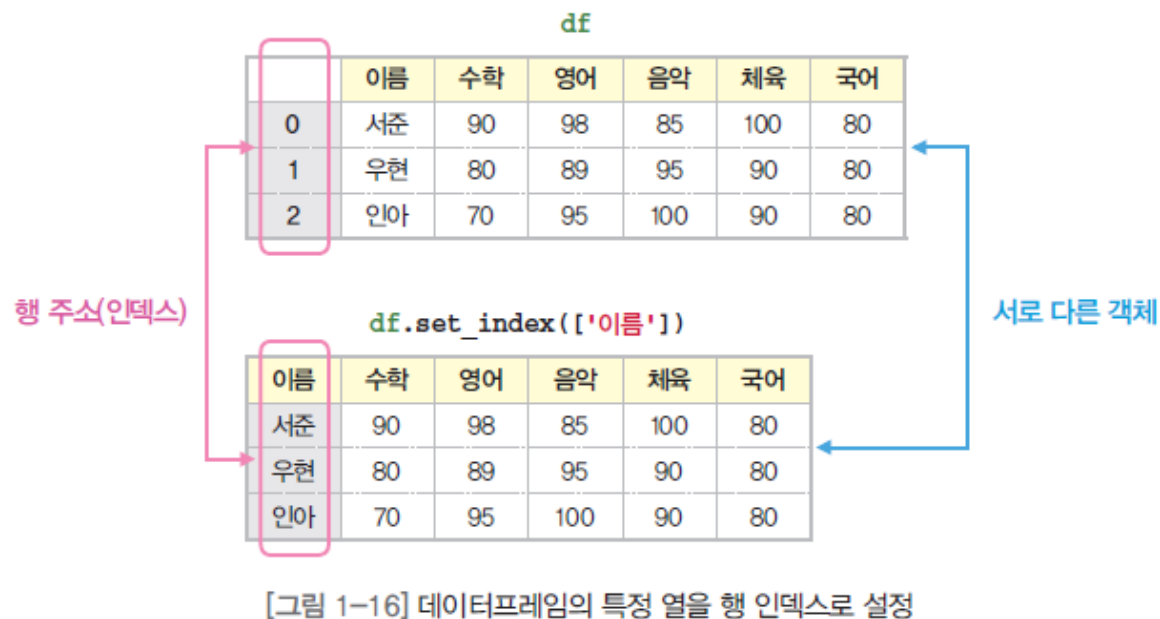 df
이름 수학 영어 음악 체육 국어
0 서준 90 98 85 100 80
1 우현 80 89 95 90 80
2 인아 70 95 100 90 80
행 주소(인덱스)
서로 다른 객체
df.set_index(['이름'])
이름 수학 영어 음악 체육 국어
서준 90 98 85 100 80
우현 80 89 95 90 80
인아 70 95 100 90 80
[그림 1-16] 데이터프레임의 특정 열을 행 인덱스로 설정